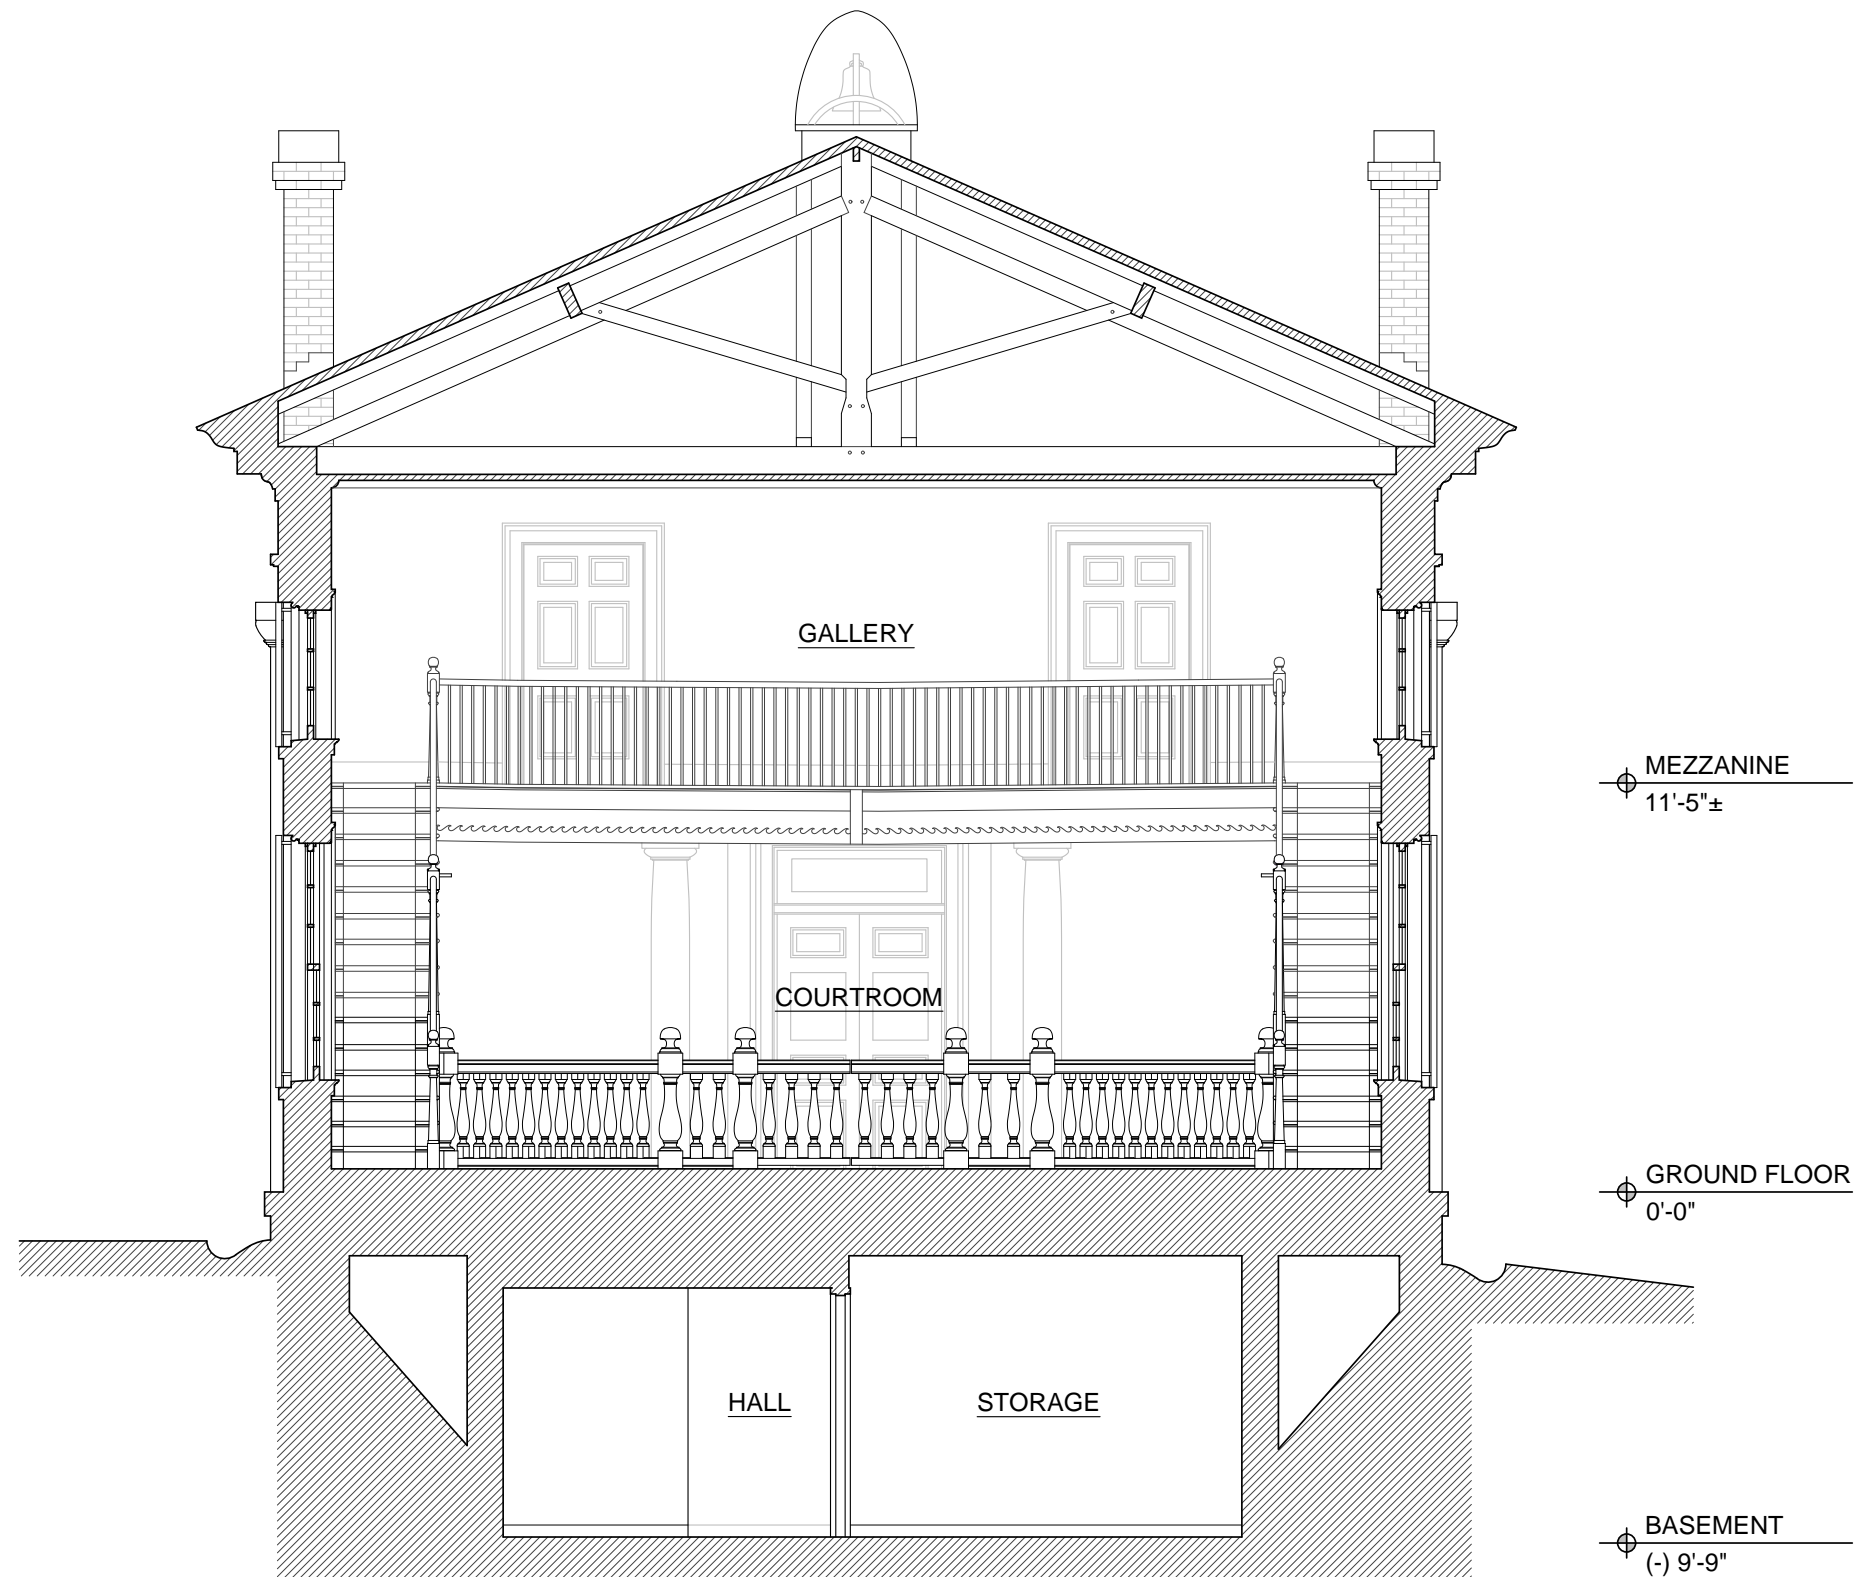 GALLERY
MEZZANINE
11'-5"±
COURTROOM
GROUND FLOOR
0'-0"
HALL
STORAGE
BASEMENT
(-) 9'-9"